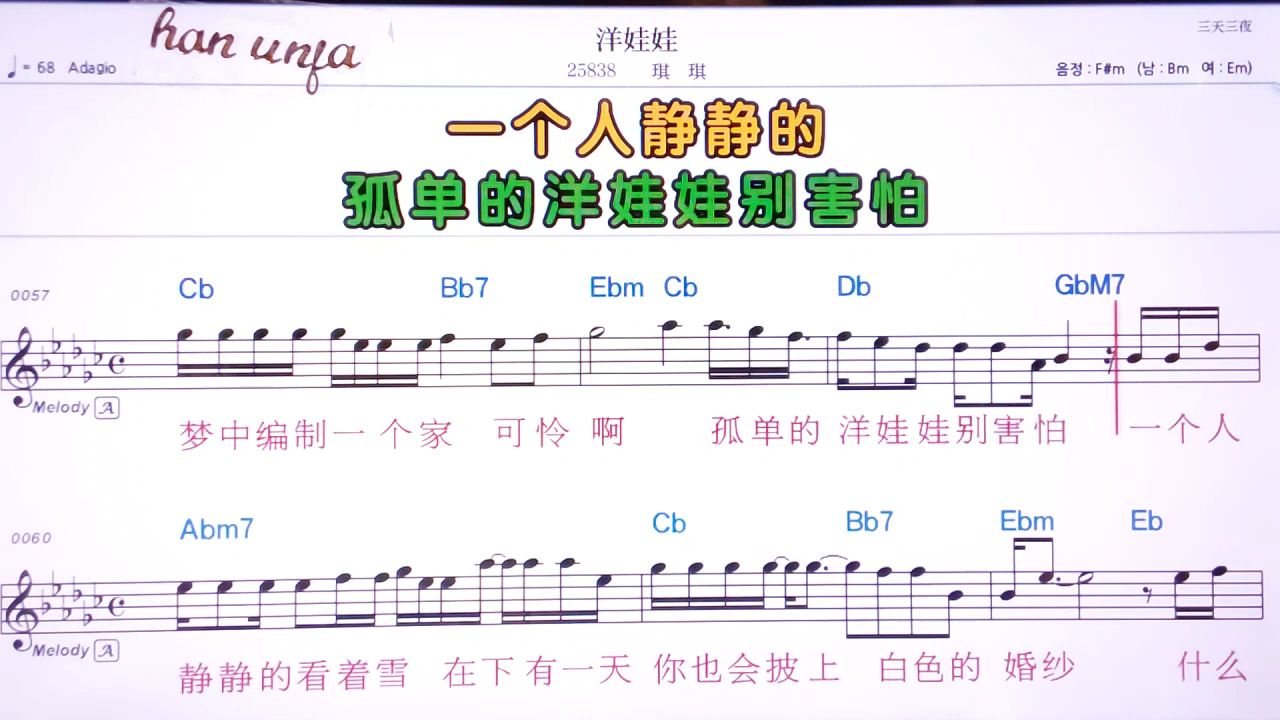 han unfa
洋娃娃
三天三夜
♩= 68 Adagio
25838 琪 琪
음정 : F#m (남 : Bm 여 : Em)
一个人静静的
孤单的洋娃娃别害怕
Cb Bb7 Ebm Cb Db GbM7
0057
Melody A
梦中编制一 个家 可怜 啊 孤单的 洋娃娃别害怕 一个人
Abm7 Cb Bb7 Ebm Eb
0060
Melody A
静静的看着雪 在下有一天 你也会披上 白色的 婚纱 什么